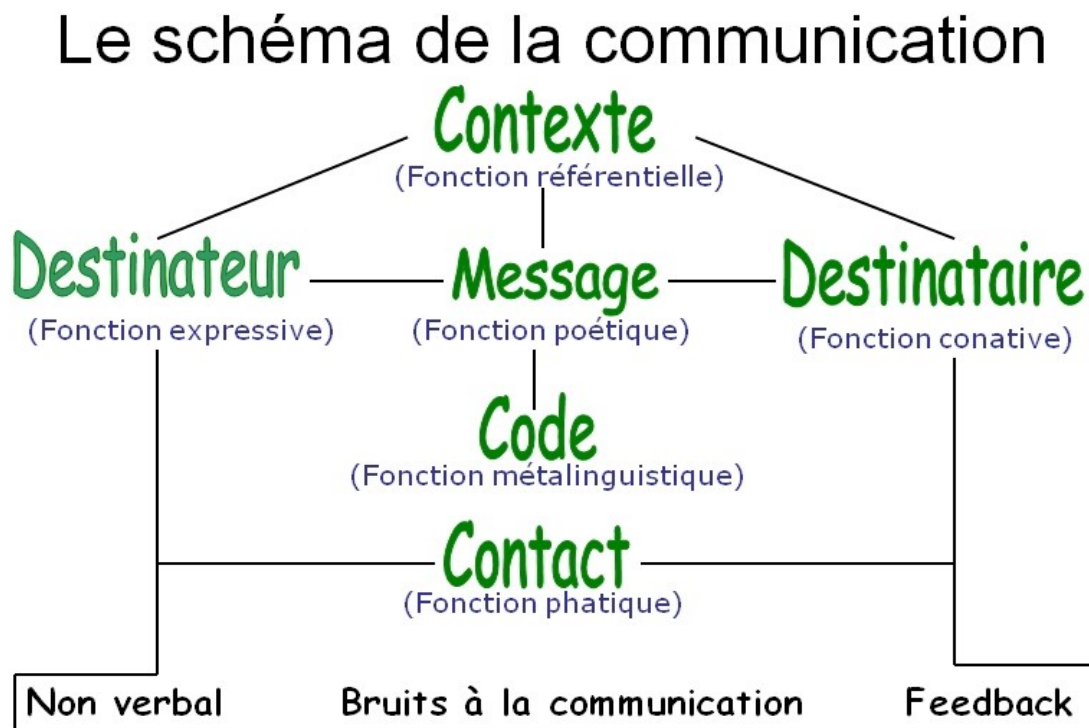 Le schéma de la communication
Contexte
(Fonction référentielle)
Destinateur Message Destinataire
(Fonction expressive) (Fonction poétique) (Fonction conative)
Code
(Fonction métalinguistique)
Contact
(Fonction phatique)
Non verbal Bruits à la communication Feedback